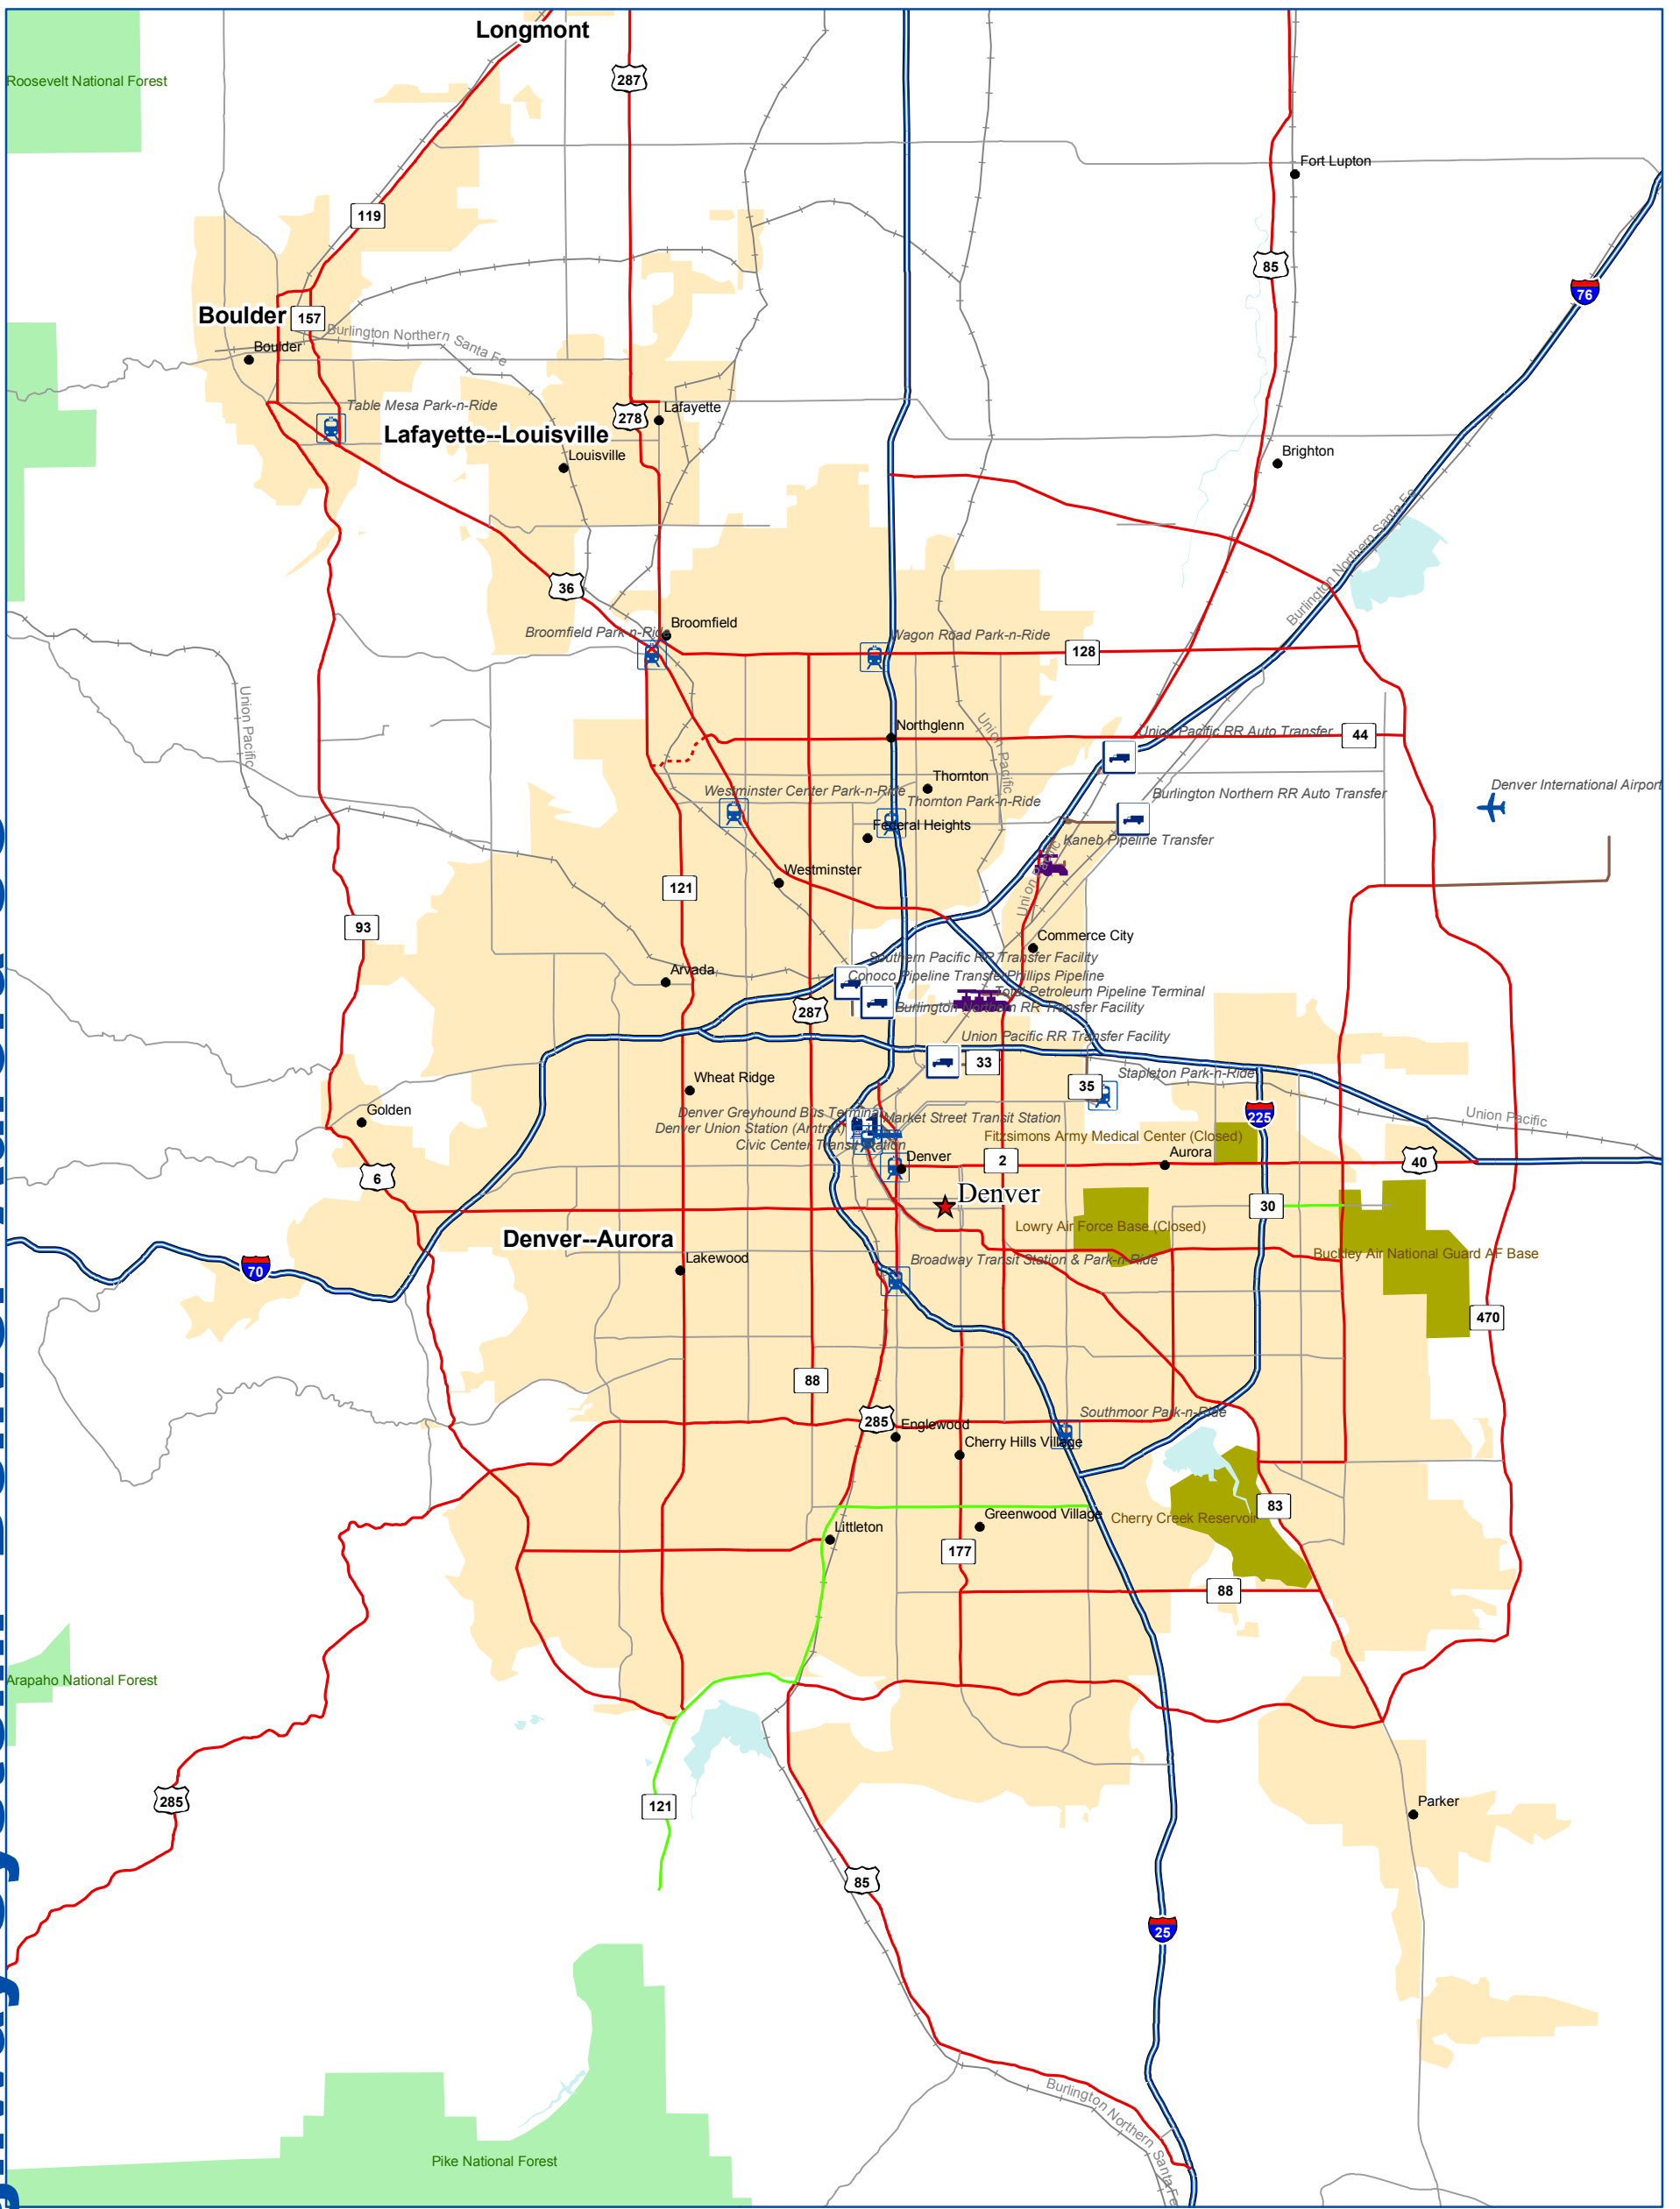 Longmont
Roosevelt National Forest
287
Fort Lupton
119
85
76
Boulder
157
Burlington Northern Santa Fe
Boulder
Table Mesa Park-n-Ride
278
Lafayette
Lafayette--Louisville
Louisville
Brighton
Burlington Northern Santa Fe
36
Broomfield
Broomfield Park-n-Ride
Wagon Road Park-n-Ride
128
Union Pacific
Northglenn
Union Pacific
Union Pacific RR Auto Transfer
44
Thornton
Denver International Airport
Westminster Center Park-n-Ride
Thornton Park-n-Ride
Burlington Northern RR Auto Transfer
Federal Heights
Kaneb Pipeline Transfer
Union Pacific
Westminster
121
93
Commerce City
Southern Pacific RR Transfer Facility
Arvada
Conoco Pipeline Transfer
Phillips Pipeline
Total Petroleum Pipeline Terminal
287
Burlington Northern RR Transfer Facility
Union Pacific RR Transfer Facility
33
Wheat Ridge
35
Stapleton Park-n-Ride
Golden
Denver Greyhound Bus Terminal
Market Street Transit Station
225
Union Pacific
Denver Union Station (Amtrak)
Civic Center Transit Station
Fitzsimons Army Medical Center (Closed)
Denver
2
Aurora
40
6
Denver
30
Lowry Air Force Base (Closed)
Denver--Aurora
Buckley Air National Guard AF Base
Lakewood
Broadway Transit Station & Park-n-Ride
70
470
88
285
Englewood
Southmoor Park-n-Ride
Cherry Hills Village
83
Greenwood Village
Cherry Creek Reservoir
Littleton
177
88
Arapaho National Forest
285
121
Parker
85
25
Burlington Northern Santa Fe
Pike National Forest